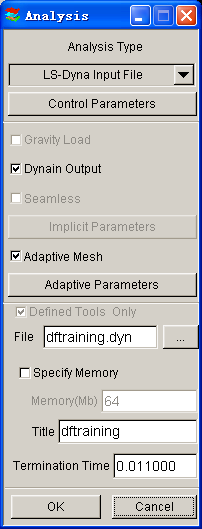 Analysis
Analysis Type
LS-Dyna Input File
Control Parameters
Gravity Load
Dynain Output
Seamless
Implicit Parameters
Adaptive Mesh
Adaptive Parameters
Defined Tools Only
File dftraining.dyn ...
Specify Memory
Memory(Mb) 64
Title dftraining
Termination Time 0.011000
OK Cancel